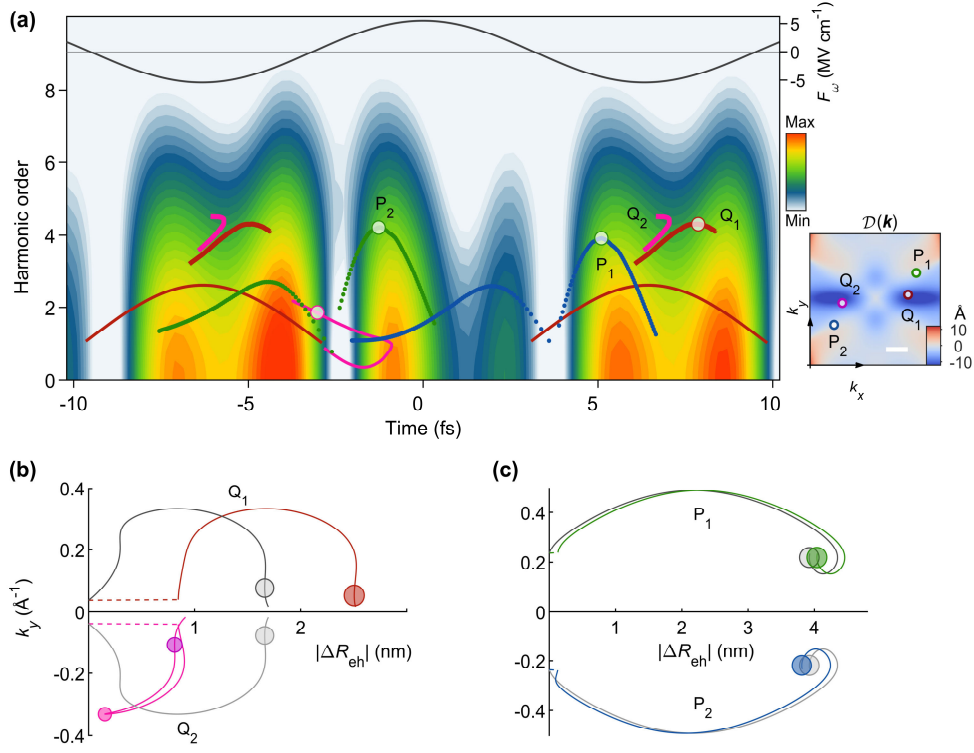 (a)
5
0
-5
F_ω (MV cm⁻¹)
8
6
4
2
0
Harmonic order
Max
Min
P₂
Q₂
Q₁
P₁
-10
-5
0
5
10
Time (fs)
𝒟(k)
P₁
Q₂
Q₁
P₂
Å
10
0
-10
k_y
k_x
(b)
0.4
Q₁
0.2
k_y (Å⁻¹)
0
1
2
|ΔR_eh| (nm)
-0.2
Q₂
-0.4
(c)
0.4
P₁
0.2
0
1
2
3
4
|ΔR_eh| (nm)
-0.2
P₂
-0.4